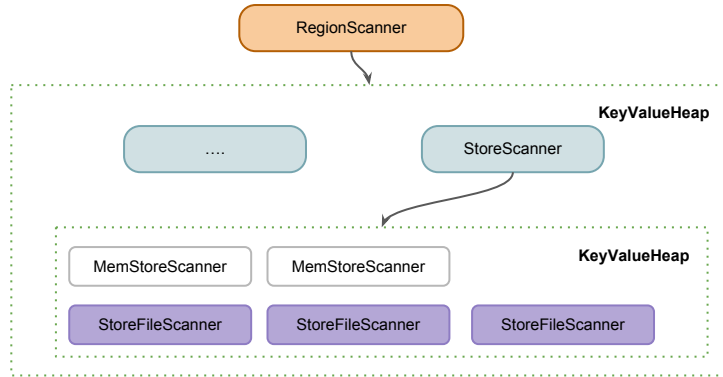 RegionScanner
KeyValueHeap
....
StoreScanner
KeyValueHeap
MemStoreScanner
MemStoreScanner
StoreFileScanner
StoreFileScanner
StoreFileScanner